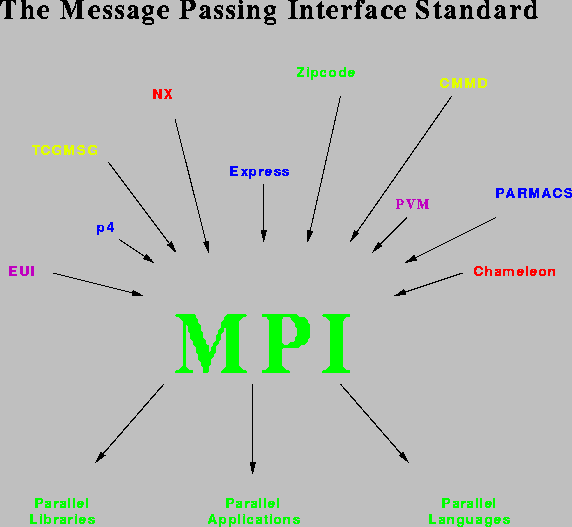 The Message Passing Interface Standard
Zipcode
CMMD
NX
TCGMSG
Express
PARMACS
PVM
p4
EUI
Chameleon
MPI
Parallel
Libraries
Parallel
Applications
Parallel
Languages